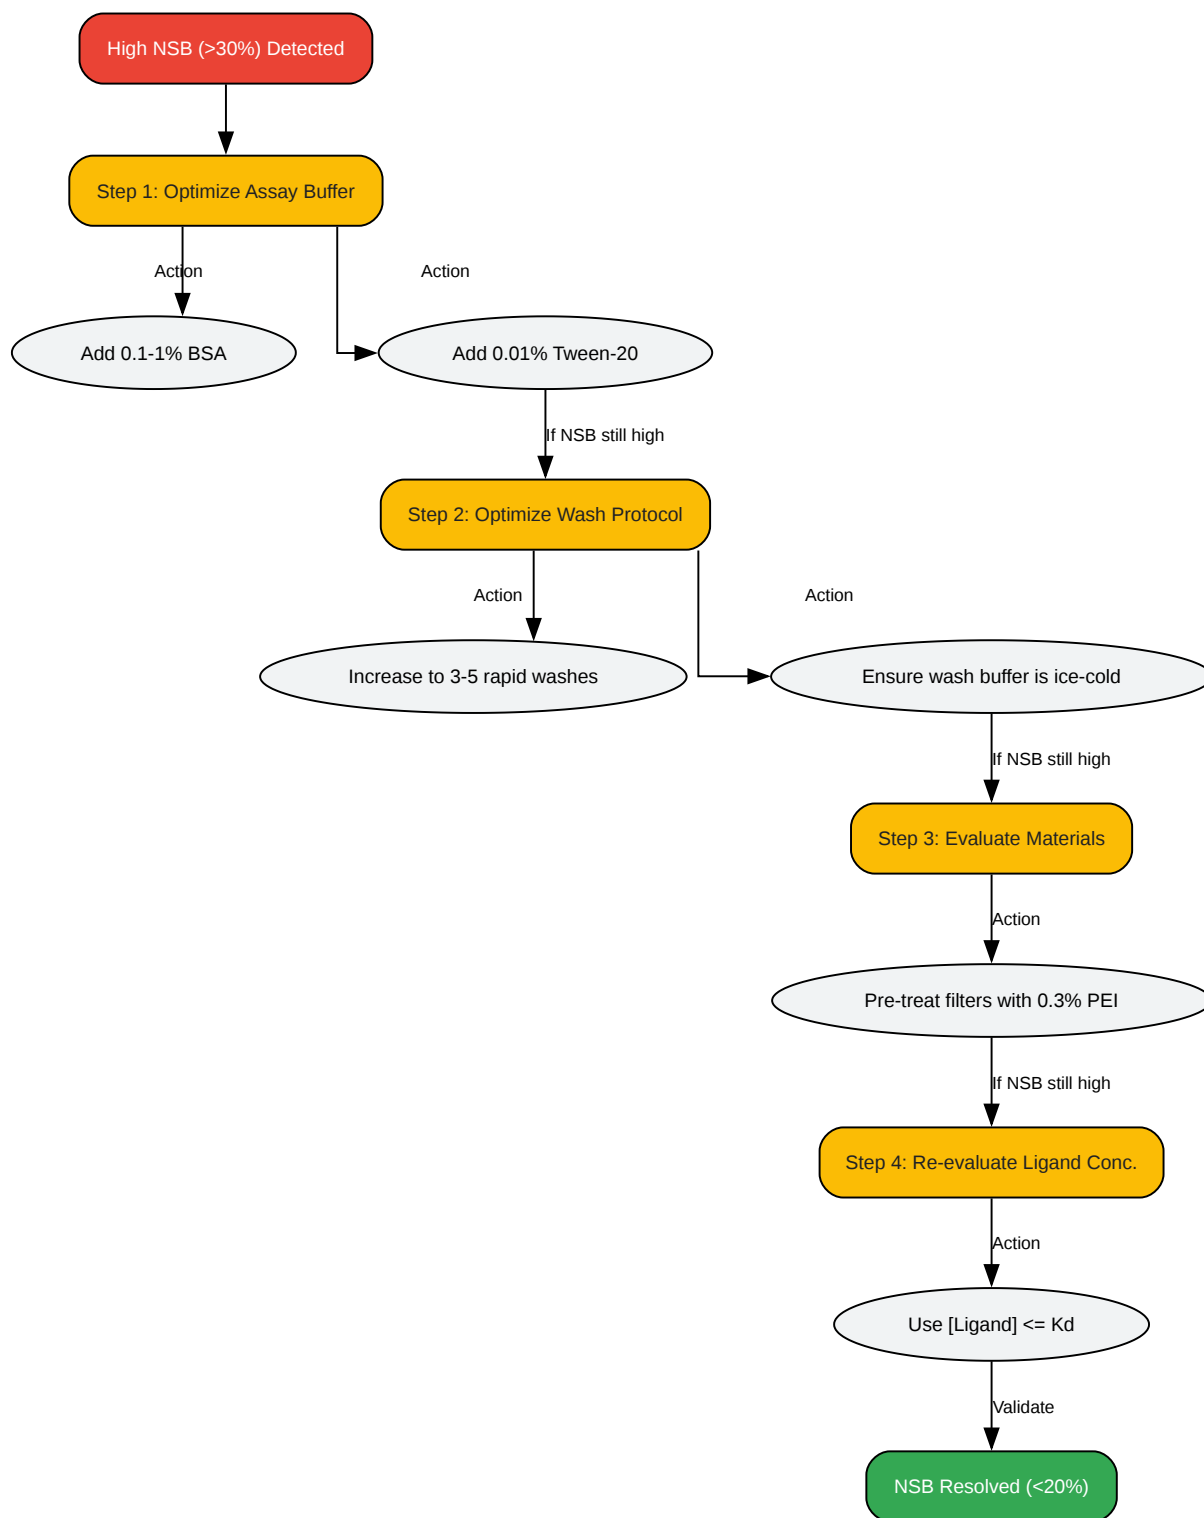 High NSB (>30%) Detected
Step 1: Optimize Assay Buffer
Action
Action
Add 0.1-1% BSA
Add 0.01% Tween-20
If NSB still high
Step 2: Optimize Wash Protocol
Action
Action
Increase to 3-5 rapid washes
Ensure wash buffer is ice-cold
If NSB still high
Step 3: Evaluate Materials
Action
Pre-treat filters with 0.3% PEI
If NSB still high
Step 4: Re-evaluate Ligand Conc.
Action
Use [Ligand] <= Kd
Validate
NSB Resolved (<20%)